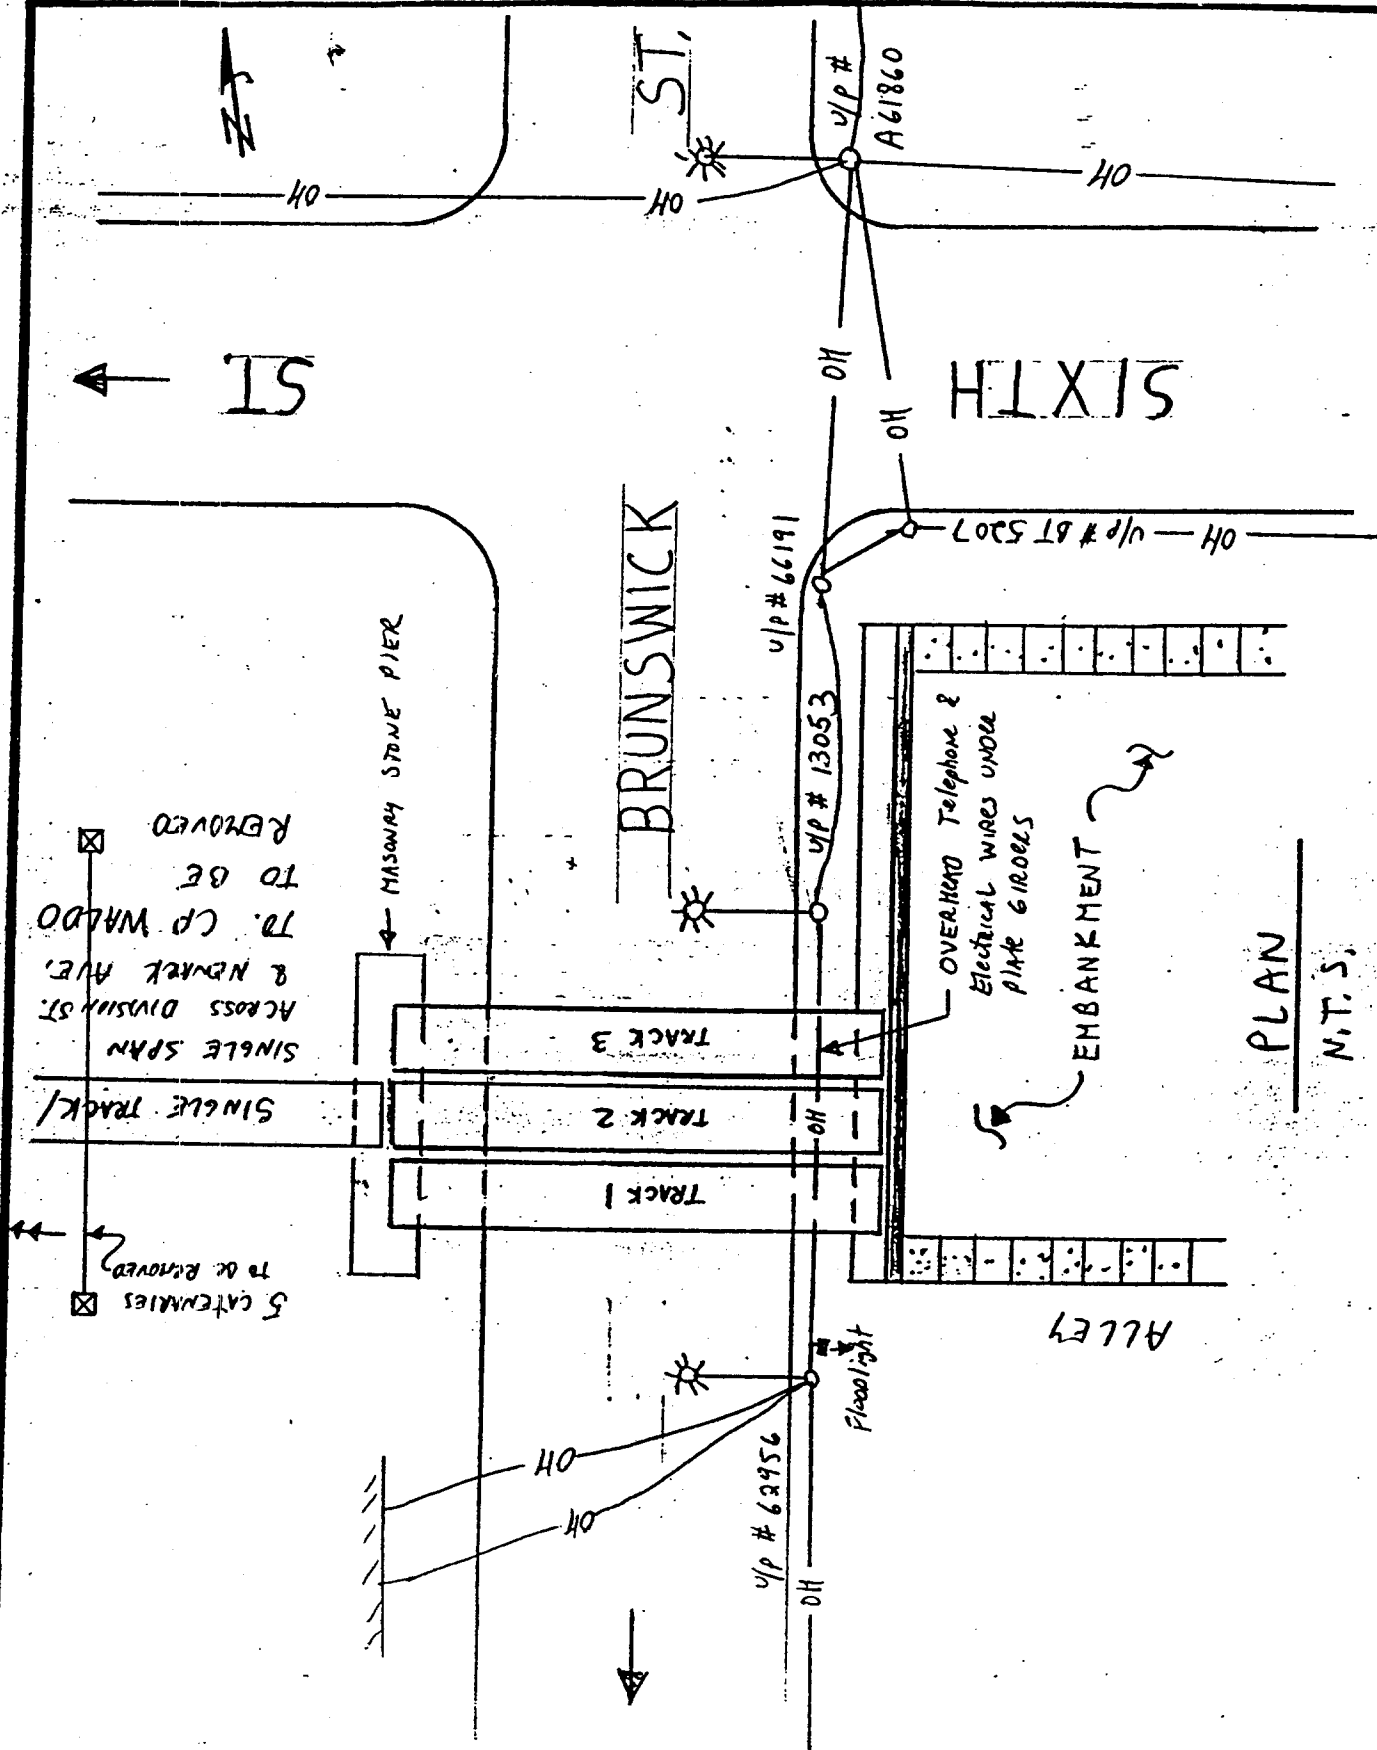 N
ST.
U/P #
A61860
OH
OH
OH
ST
SIXTH
OH
OH
BRUNSWICK
U/P # 66191
OH — U/P # BT 5207
U/P # 13053
MASONRY STONE PIER
SINGLE TRACK/
SINGLE SPAN
ACROSS DIVISION ST.
& NEWARK AVE.
TO. CP WALDO
TO BE
REMOVED
OVERHEAD Telephone &
Electrical WIRES UNDER
PLATE GIRDERS
EMBANKMENT
TRACK 3
TRACK 2
TRACK 1
OH
5 CATENARIES
TO BE REMOVED
ALLEY
Floodlight
U/P # 62956
OH
OH
OH
PLAN
N.T.S.